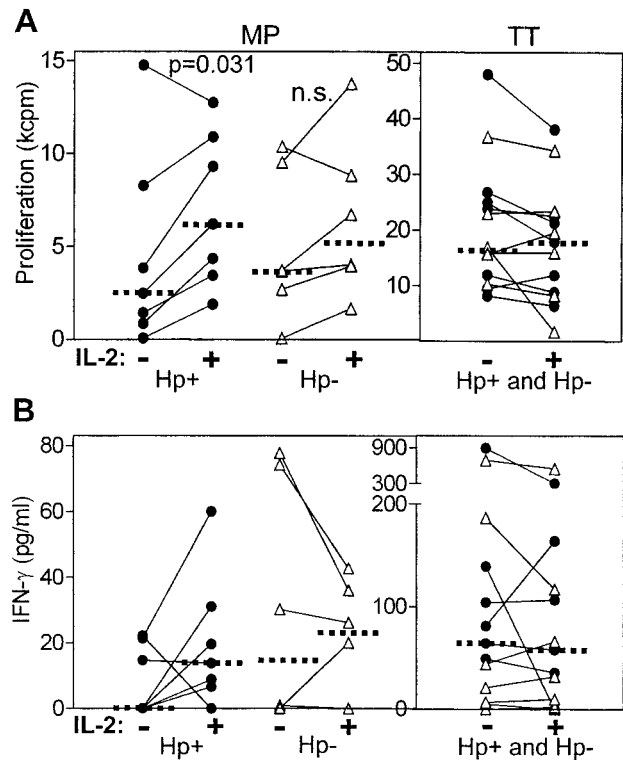 A
MP
TT
Proliferation (kcpm)
15
10
5
0
p=0.031
n.s.
50
40
30
20
10
IL-2:
- + - + - +
Hp+ Hp- Hp+ and Hp-
B
IFN-γ (pg/ml)
80
60
40
20
0
900
300
200
100
0
IL-2:
- + - + - +
Hp+ Hp- Hp+ and Hp-